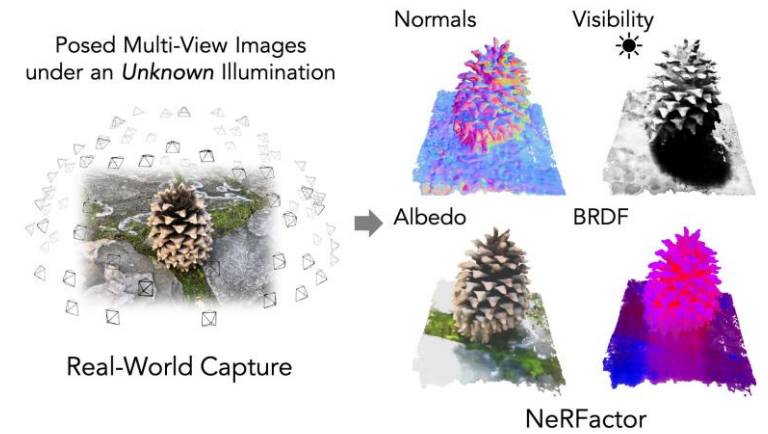 Posed Multi-View Images
under an Unknown Illumination
Real-World Capture
Normals
Visibility
Albedo
BRDF
NeRFactor